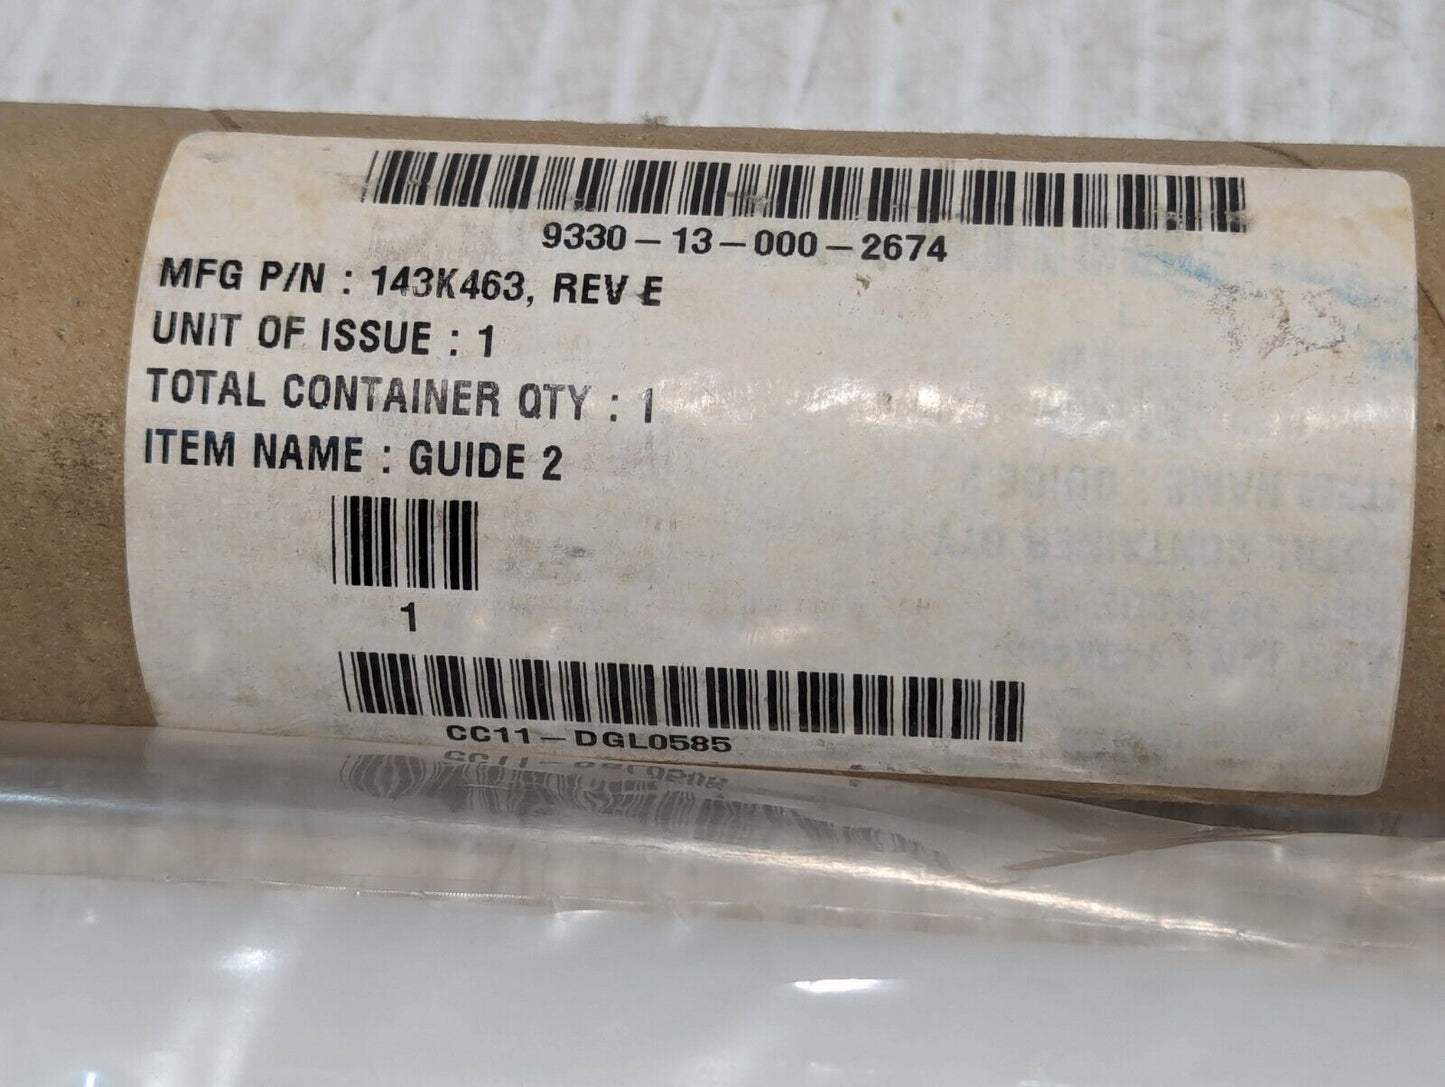 9330-13-000-2674
MFG P/N : 143K463, REV E
UNIT OF ISSUE : 1
TOTAL CONTAINER QTY : 1
ITEM NAME : GUIDE 2
1
CC11-DGL0585